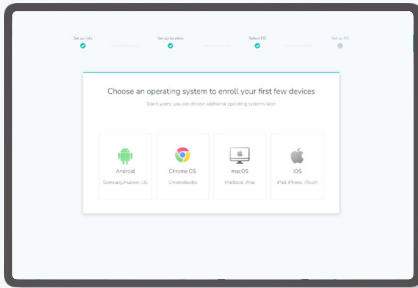 Set up info
Set up location
Select OS
Set up OS
Choose an operating system to enroll your first few devices
Don't worry, you can choose additional operating systems later.
Android
Samsung, Huawei, LG
Chrome OS
Chromebooks
macOS
MacBook, iMac
iOS
iPad, iPhone, iTouch